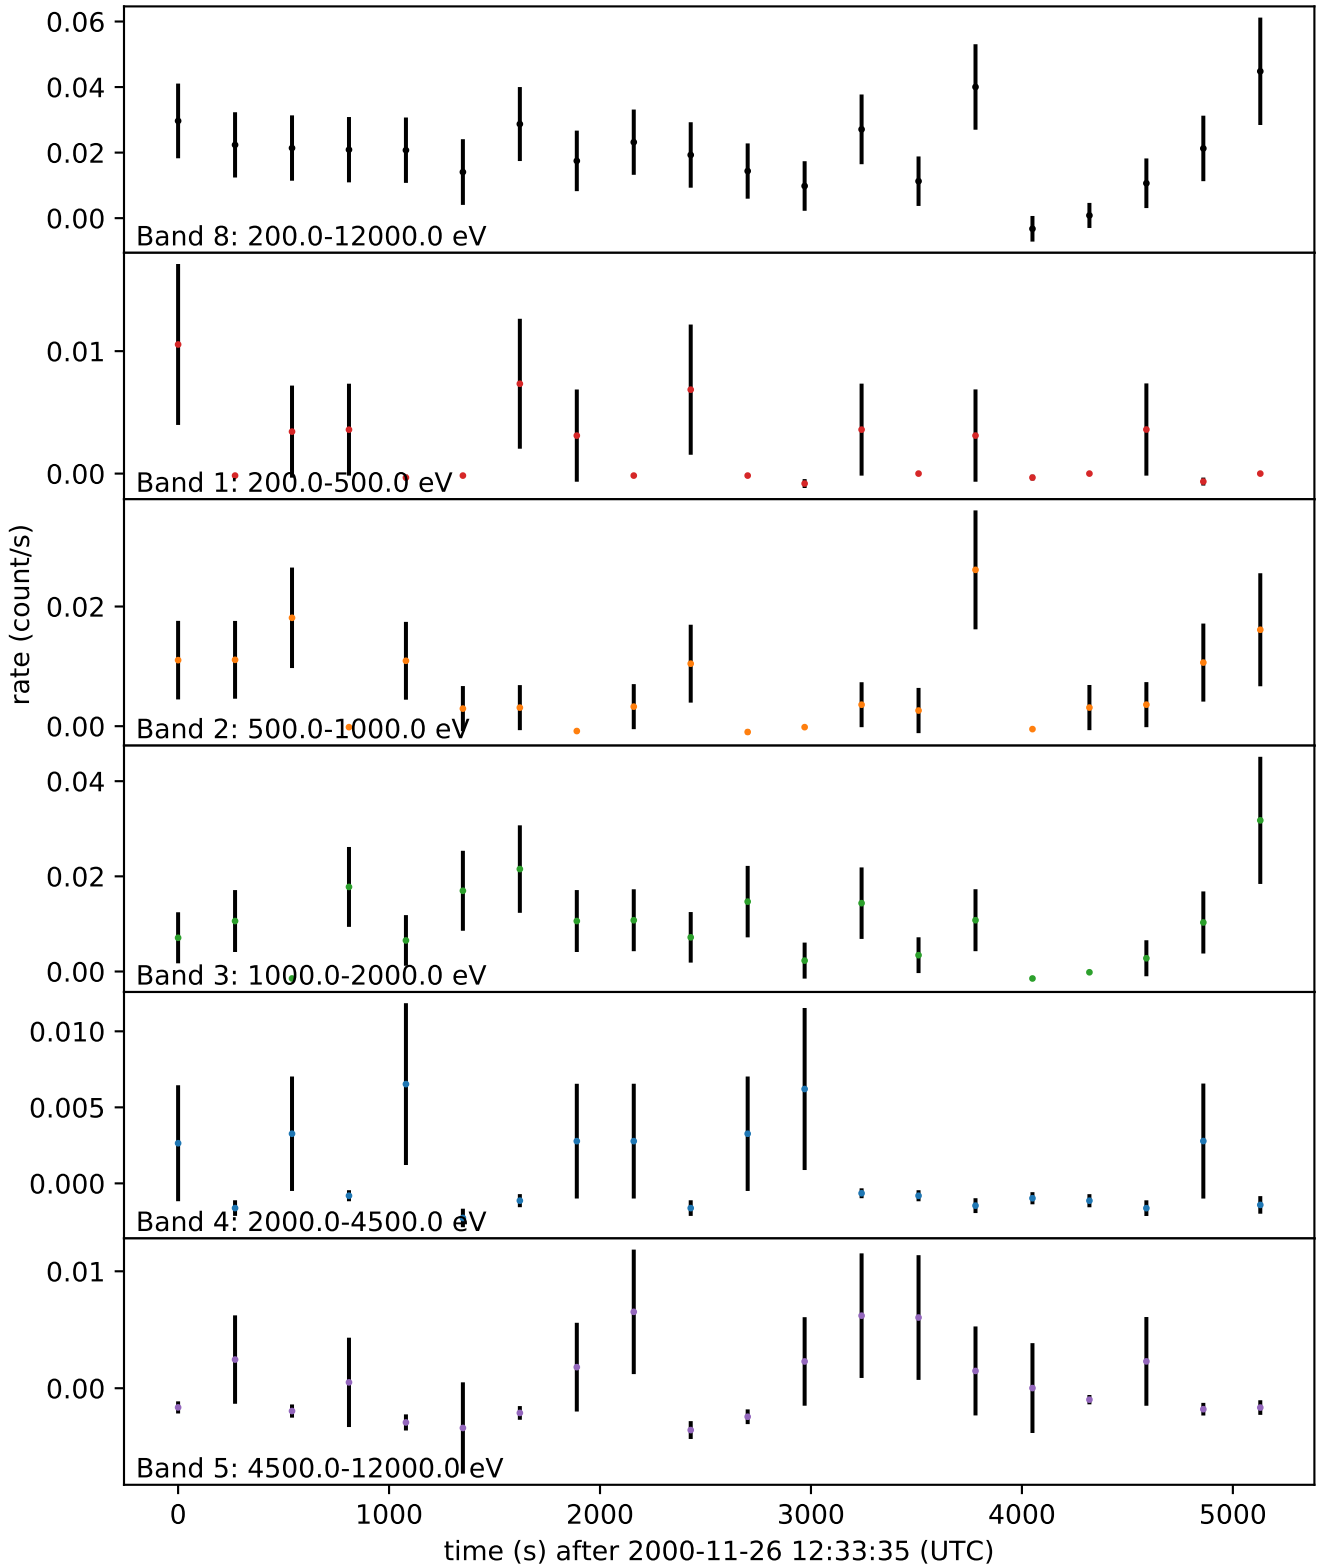 0.06
0.04
0.02
0.00
Band 8: 200.0-12000.0 eV
0.01
0.00
Band 1: 200.0-500.0 eV
rate (count/s)
0.02
0.00
Band 2: 500.0-1000.0 eV
0.04
0.02
0.00
Band 3: 1000.0-2000.0 eV
0.010
0.005
0.000
Band 4: 2000.0-4500.0 eV
0.01
0.00
Band 5: 4500.0-12000.0 eV
0 1000 2000 3000 4000 5000
time (s) after 2000-11-26 12:33:35 (UTC)